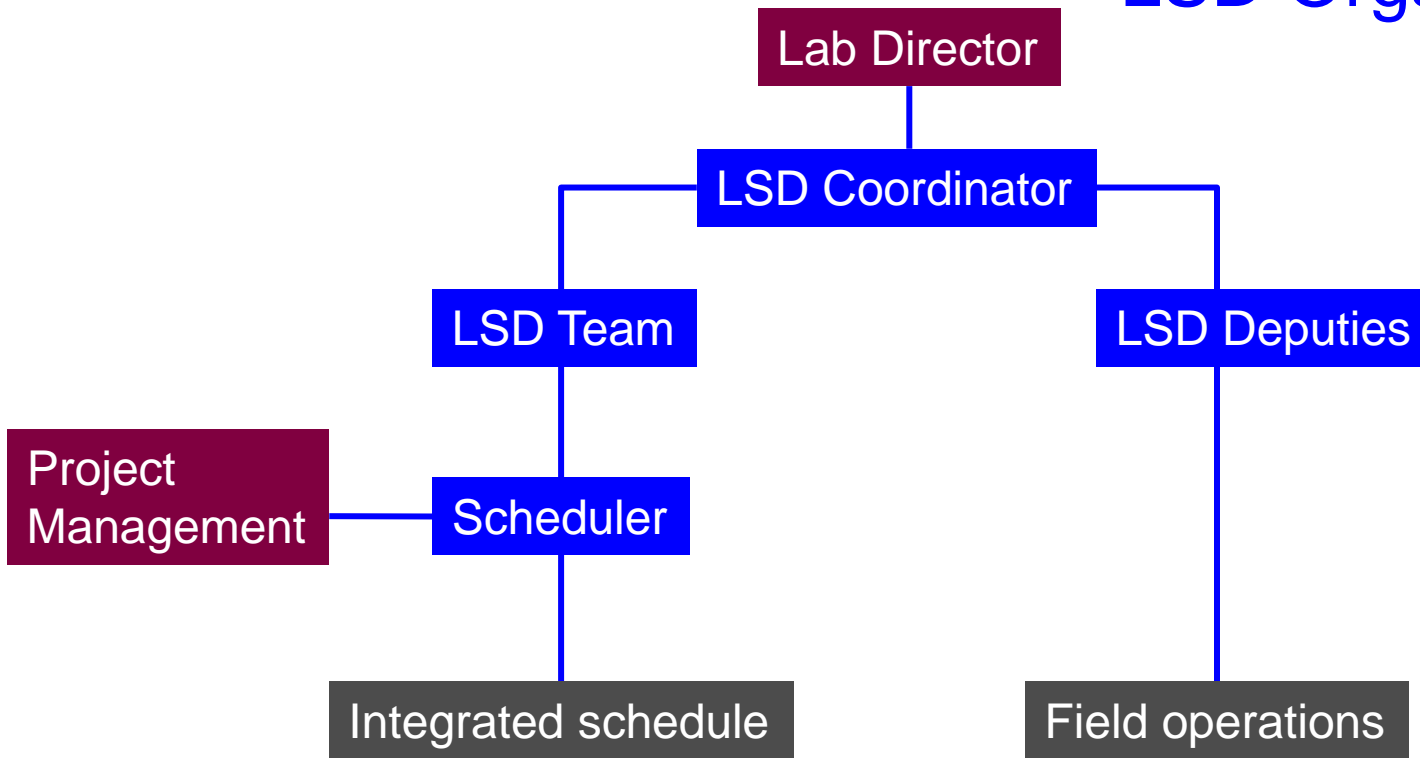 Lab Director
LSD Coordinator
LSD Team
LSD Deputies
Project
Management
Scheduler
Integrated schedule
Field operations